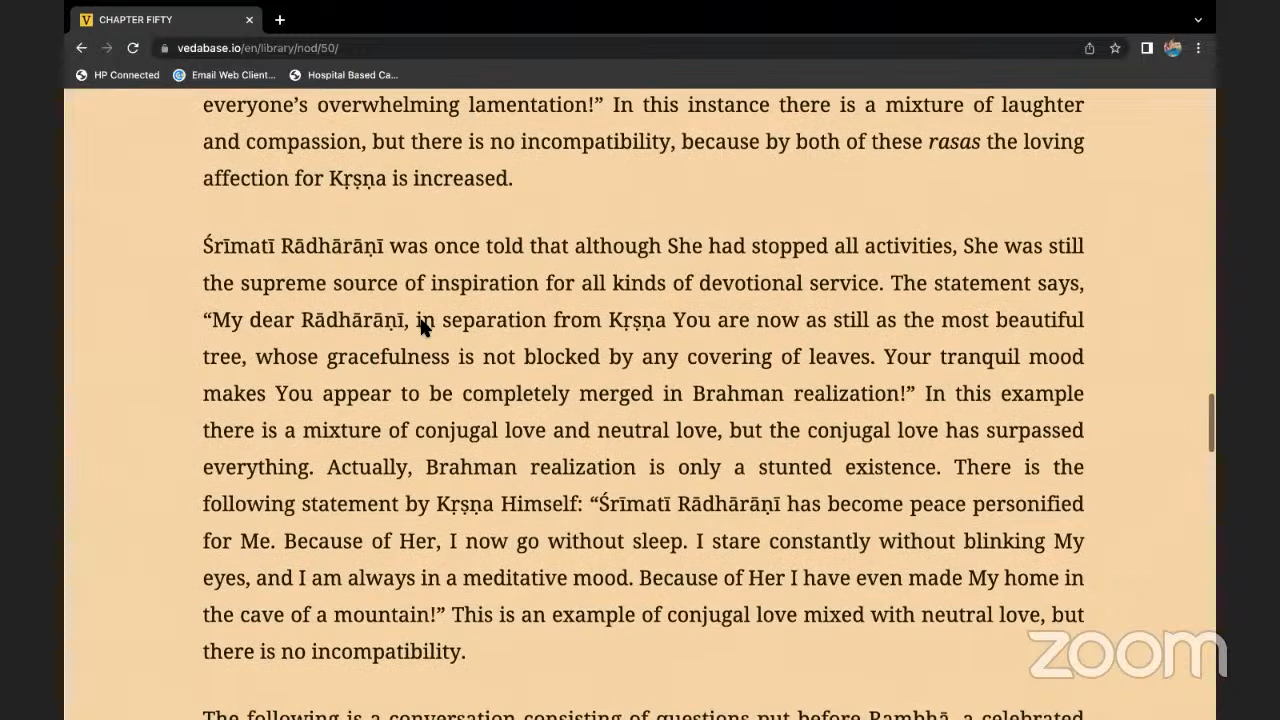 V CHAPTER FIFTY
vedabase.io/en/library/nod/50/
HP Connected Email Web Client... Hospital Based Ca...
everyone’s overwhelming lamentation!” In this instance there is a mixture of laughter
and compassion, but there is no incompatibility, because by both of these rasas the loving
affection for Kṛṣṇa is increased.
Śrīmatī Rādhārāṇī was once told that although She had stopped all activities, She was still
the supreme source of inspiration for all kinds of devotional service. The statement says,
“My dear Rādhārāṇī, in separation from Kṛṣṇa You are now as still as the most beautiful
tree, whose gracefulness is not blocked by any covering of leaves. Your tranquil mood
makes You appear to be completely merged in Brahman realization!” In this example
there is a mixture of conjugal love and neutral love, but the conjugal love has surpassed
everything. Actually, Brahman realization is only a stunted existence. There is the
following statement by Kṛṣṇa Himself: “Śrīmatī Rādhārāṇī has become peace personified
for Me. Because of Her, I now go without sleep. I stare constantly without blinking My
eyes, and I am always in a meditative mood. Because of Her I have even made My home in
the cave of a mountain!” This is an example of conjugal love mixed with neutral love, but
there is no incompatibility.
zoom
The following is a conversation consisting of questions put before Rambhā, a celebrated